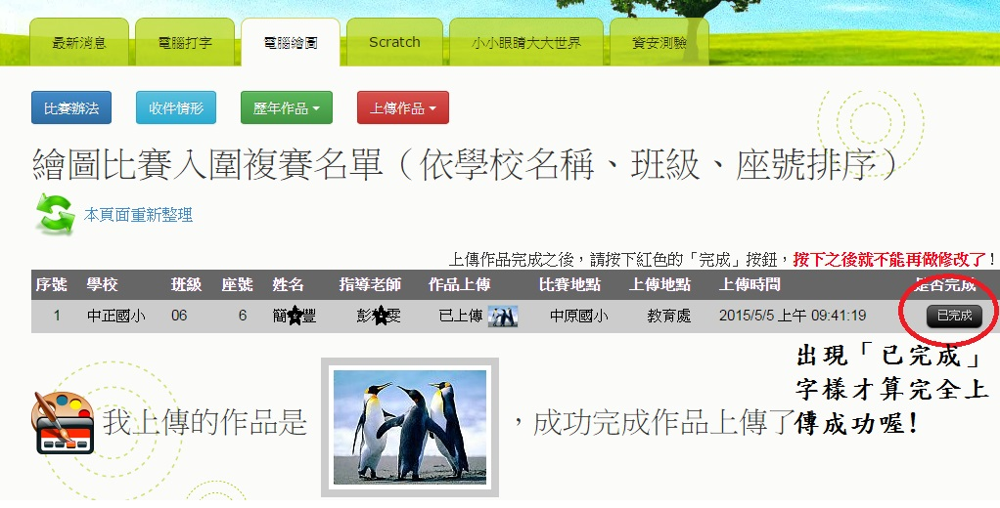 最新消息 電腦打字 電腦繪圖 Scratch 小小眼睛大大世界 資安測驗
比賽辦法 收件情形 歷年作品 上傳作品
繪圖比賽入圍複賽名單（依學校名稱、班級、座號排序）
本頁面重新整理
上傳作品完成之後，請按下紅色的「完成」按鈕，按下之後就不能再做修改了！
序號 學校 班級 座號 姓名 指導老師 作品上傳 比賽地點 上傳地點 上傳時間 是否完成
1 中正國小 06 6 簡豐 彭雯 已上傳 中原國小 教育處 2015/5/5 上午 09:41:19 已完成
出現「已完成」
字樣才算完全上
傳成功喔!
我上傳的作品是 ，成功完成作品上傳了